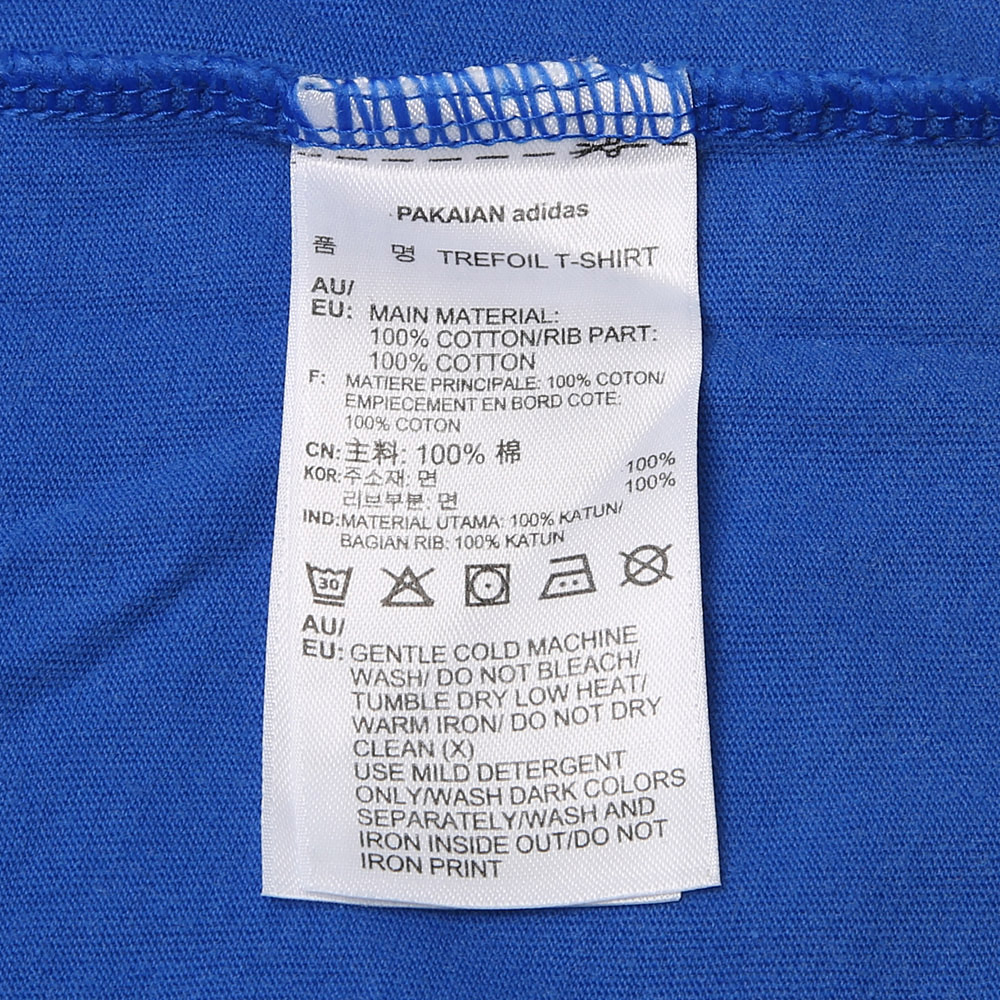 PAKAIAN adidas
품 명 TREFOIL T-SHIRT
AU/
EU: MAIN MATERIAL:
100% COTTON/RIB PART:
100% COTTON
F: MATIERE PRINCIPALE: 100% COTON/
EMPIECEMENT EN BORD COTE:
100% COTON
CN: 主料: 100% 棉
KOR: 주소재: 면 100%
리브부분: 면 100%
IND: MATERIAL UTAMA: 100% KATUN/
BAGIAN RIB: 100% KATUN
30
AU/
EU: GENTLE COLD MACHINE
WASH/ DO NOT BLEACH/
TUMBLE DRY LOW HEAT/
WARM IRON/ DO NOT DRY
CLEAN (X)
USE MILD DETERGENT
ONLY/WASH DARK COLORS
SEPARATELY/WASH AND
IRON INSIDE OUT/DO NOT
IRON PRINT